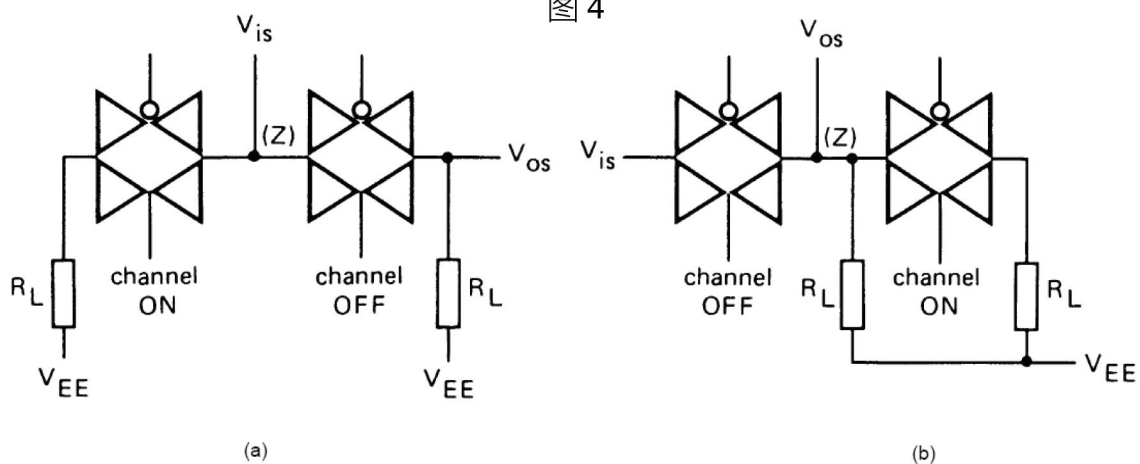 图 4
V_is
(Z)
V_os
R_L
channel
ON
channel
OFF
R_L
V_EE
V_EE
(a)
V_os
(Z)
V_is
channel
OFF
R_L
channel
ON
R_L
V_EE
(b)